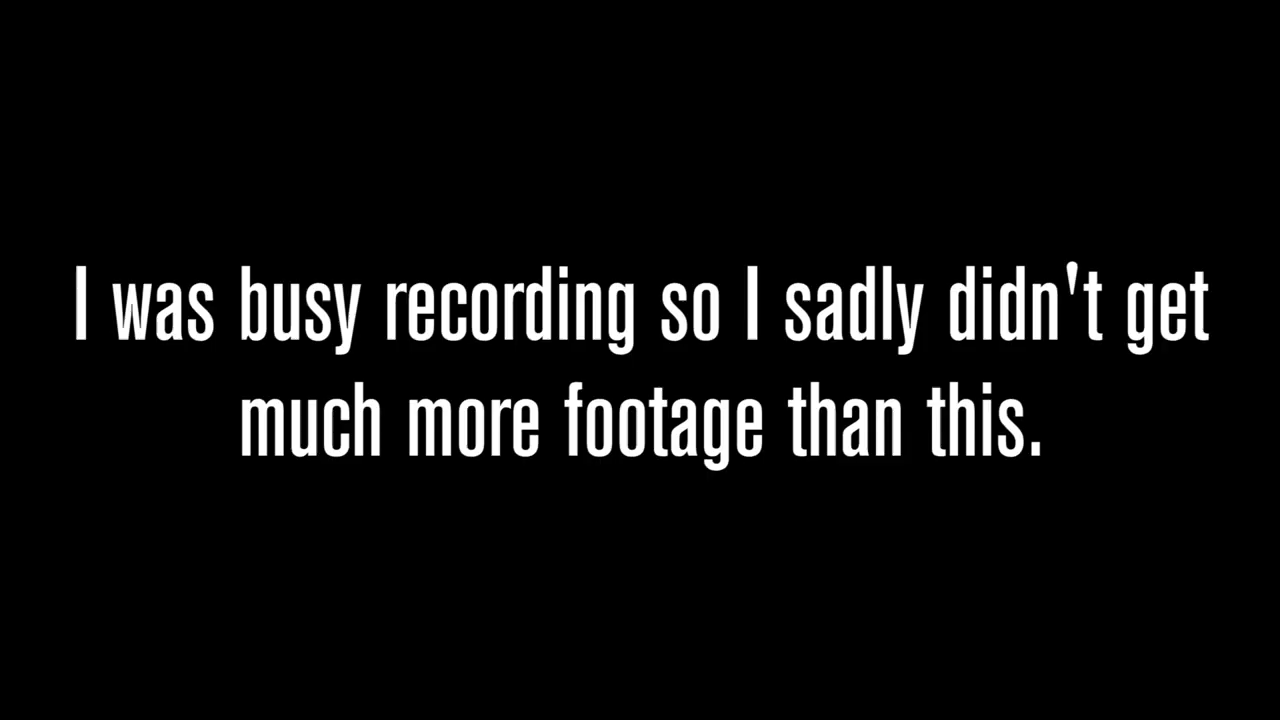 I was busy recording so I sadly didn't get
much more footage than this.